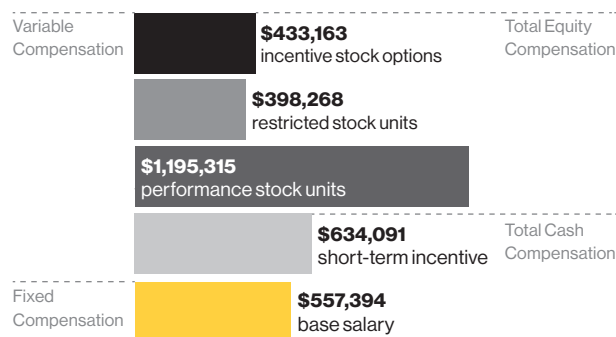 Variable
Compensation
$433,163
incentive stock options
Total Equity
Compensation
$398,268
restricted stock units
$1,195,315
performance stock units
$634,091
short-term incentive
Total Cash
Compensation
Fixed
Compensation
$557,394
base salary